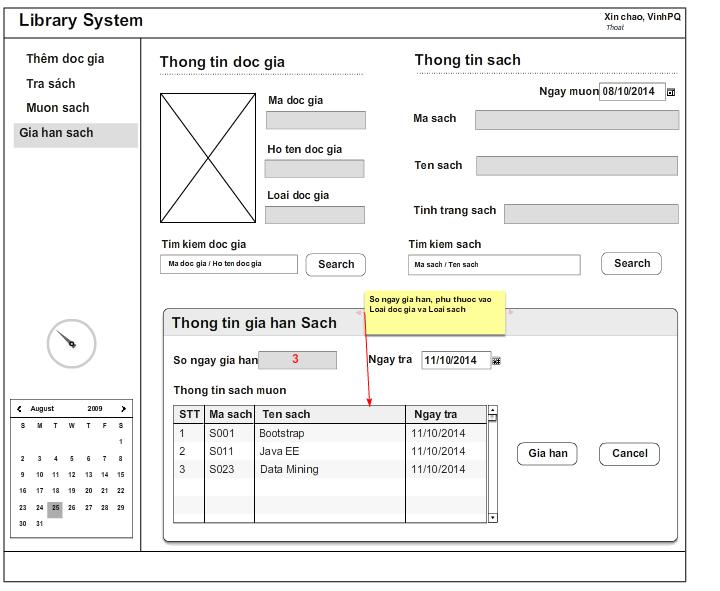 Library System
Xin chao, VinhPQ
Thoat
Thêm doc gia
Tra sách
Muon sach
Gia han sach
Thong tin doc gia
Ma doc gia
Ho ten doc gia
Loai doc gia
Tim kiem doc gia
Ma doc gia / Ho ten doc gia
Search
Thong tin sach
Ngay muon 08/10/2014
Ma sach
Ten sach
Tinh trang sach
Tim kiem sach
Ma sach / Ten sach
Search
So ngay gia han, phu thuoc vao
Loai doc gia va Loai sach
Thong tin gia han Sach
So ngay gia han 3
Ngay tra 11/10/2014
Thong tin sach muon
STT Ma sach Ten sach Ngay tra
1 S001 Bootstrap 11/10/2014
2 S011 Java EE 11/10/2014
3 S023 Data Mining 11/10/2014
Gia han
Cancel
August 2009
S M T W T F S
1
2 3 4 5 6 7 8
9 10 11 12 13 14 15
16 17 18 19 20 21 22
23 24 25 26 27 28 29
30 31